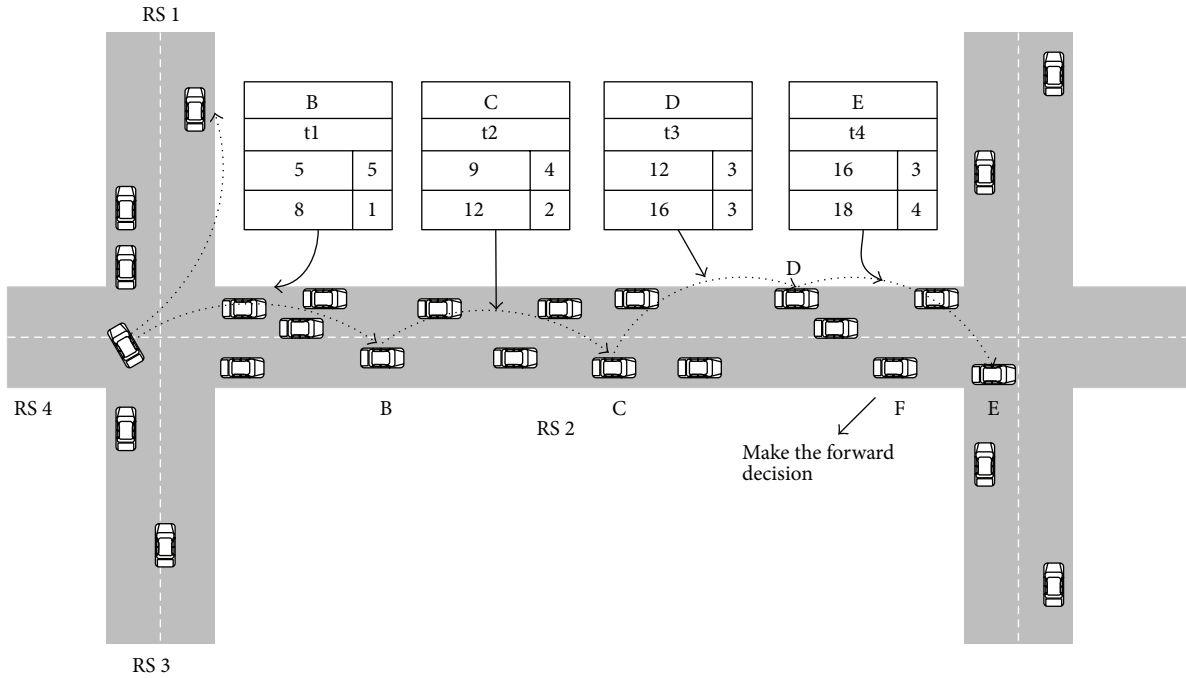 RS 1
B
t1
5 5
8 1
C
t2
9 4
12 2
D
t3
12 3
16 3
E
t4
16 3
18 4
D
RS 4
B
C
F
E
RS 2
Make the forward
decision
RS 3